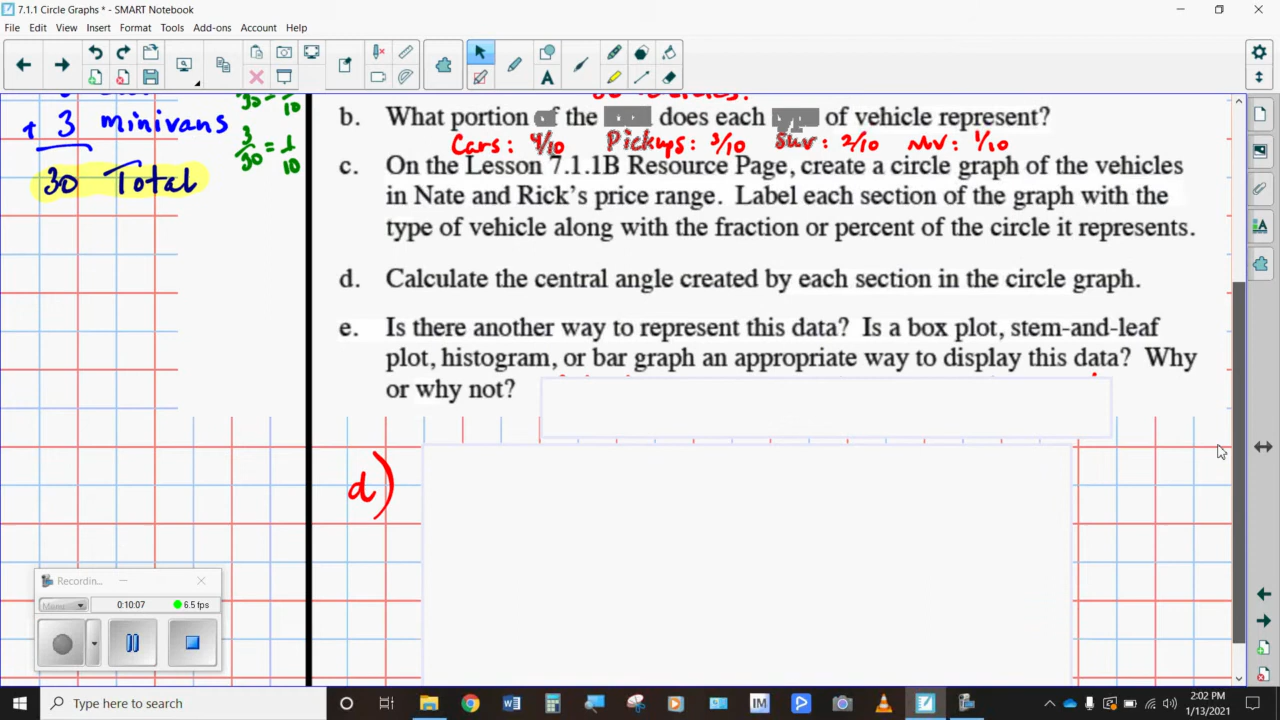 7.1.1 Circle Graphs * - SMART Notebook
File Edit View Insert Format Tools Add-ons Account Help
+ 3 minivans
30 Total
3/30 = 1/10
b. What portion of the does each type of vehicle represent?
Cars: 4/10 Pickups: 3/10 Suv: 2/10 MV: 1/10
c. On the Lesson 7.1.1B Resource Page, create a circle graph of the vehicles
in Nate and Rick's price range. Label each section of the graph with the
type of vehicle along with the fraction or percent of the circle it represents.
d. Calculate the central angle created by each section in the circle graph.
e. Is there another way to represent this data? Is a box plot, stem-and-leaf
plot, histogram, or bar graph an appropriate way to display this data? Why
or why not?
d)
Recordin...
0:10:07 6.5 fps
Type here to search
2:02 PM
1/13/2021